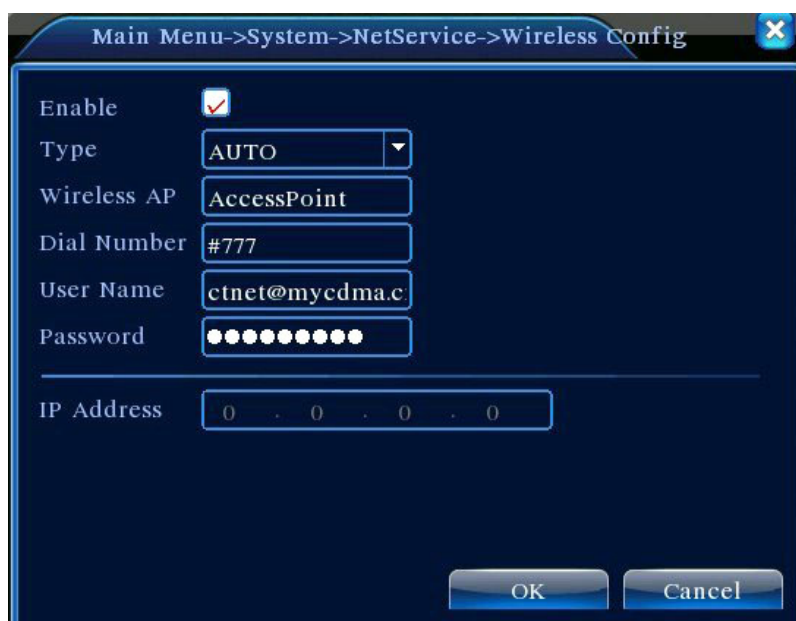 Main Menu->System->NetService->Wireless Config
Enable
Type AUTO
Wireless AP AccessPoint
Dial Number #777
User Name ctnet@mycdma.c
Password ●●●●●●●●●
IP Address 0 . 0 . 0 . 0
OK Cancel